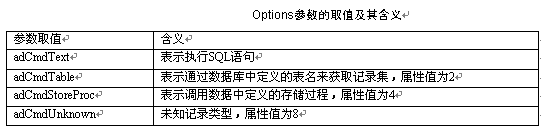 Options参数的取值及其含义
参数取值 含义
adCmdText 表示执行SQL语句
adCmdTable 表示通过数据库中定义的表名来获取记录集，属性值为2
adCmdStoreProc 表示调用数据中定义的存储过程，属性值为4
adCmdUnknown 未知记录类型，属性值为8